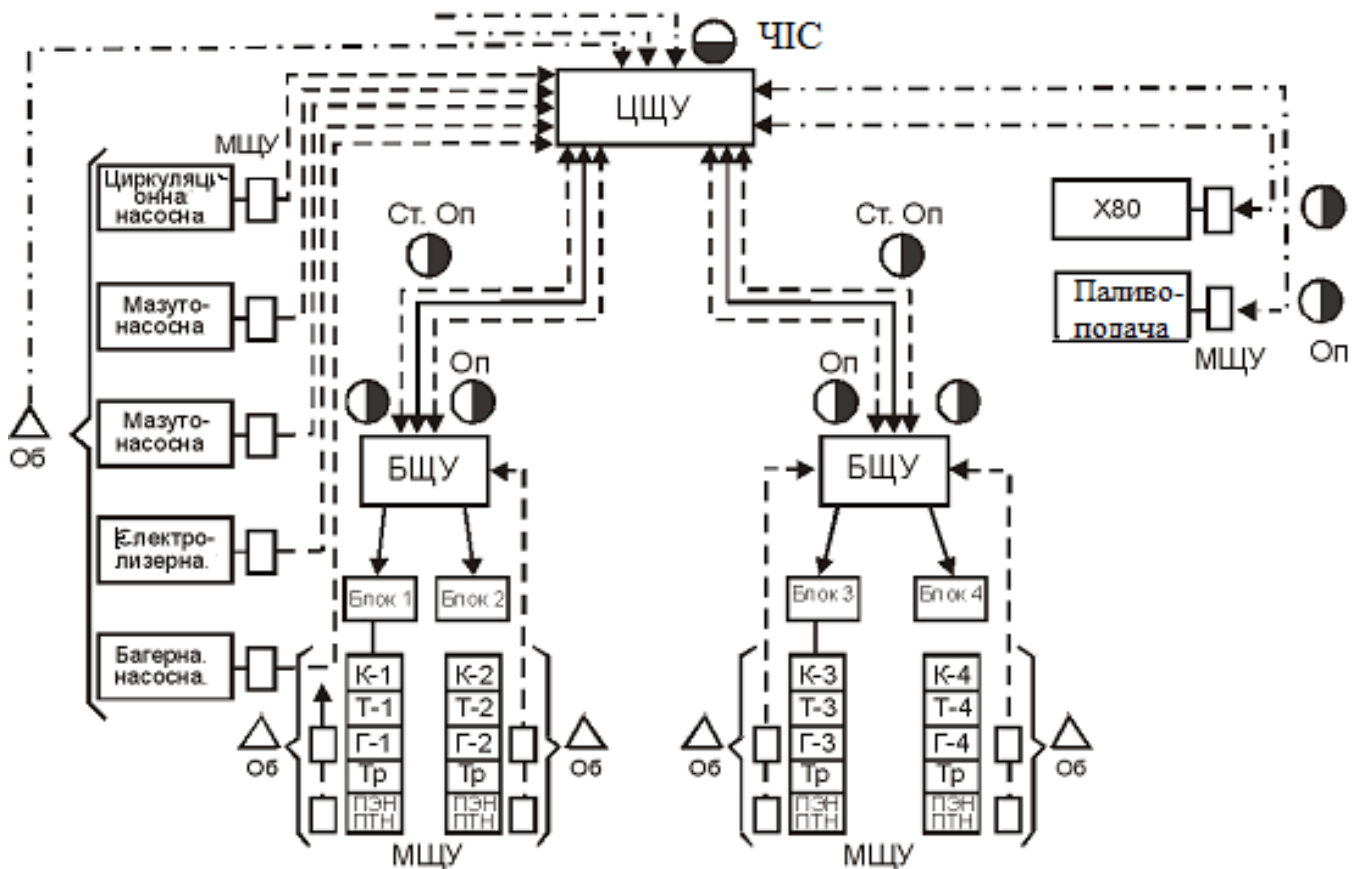 ЧІС
ЦЩУ
МЩУ
Циркуляці-
онна
насосна
Ст. Оп
Ст. Оп
Х80
Мазуто-
насосна
Паливо-
подача
МЩУ
Оп
Оп
Оп
Мазуто-
насосна
Об
БЩУ
БЩУ
Електро-
лизерна.
Блок 1
Блок 2
Блок 3
Блок 4
Багерна.
насосна.
К-1
К-2
К-3
К-4
Т-1
Т-2
Т-3
Т-4
Г-1
Г-2
Г-3
Г-4
Об
Об
Об
Об
Тр
Тр
Тр
Тр
ПЭН
ПТН
ПЭН
ПТН
ПЭН
ПТН
ПЭН
ПТН
МЩУ
МЩУ